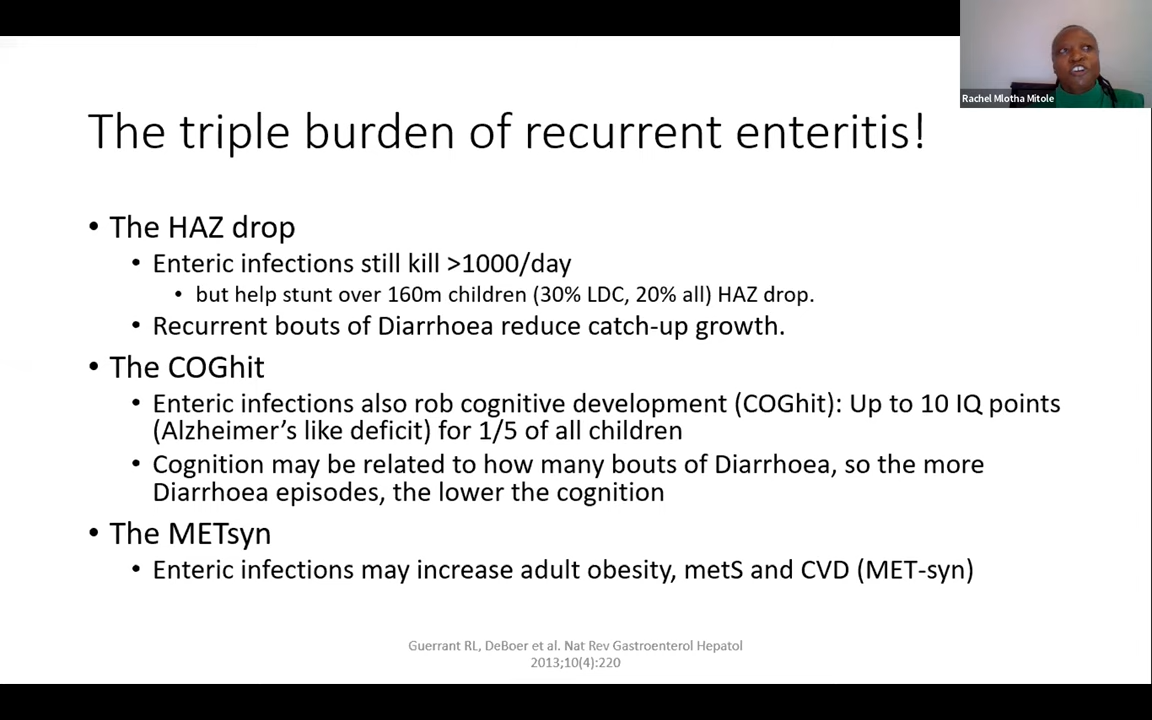 Rachel Mlotha Mitole
The triple burden of recurrent enteritis!
• The HAZ drop
• Enteric infections still kill >1000/day
• but help stunt over 160m children (30% LDC, 20% all) HAZ drop.
• Recurrent bouts of Diarrhoea reduce catch-up growth.
• The COGhit
• Enteric infections also rob cognitive development (COGhit): Up to 10 IQ points
(Alzheimer's like deficit) for 1/5 of all children
• Cognition may be related to how many bouts of Diarrhoea, so the more
Diarrhoea episodes, the lower the cognition
• The METsyn
• Enteric infections may increase adult obesity, metS and CVD (MET-syn)
Guerrant RL, DeBoer et al. Nat Rev Gastroenterol Hepatol
2013;10(4):220